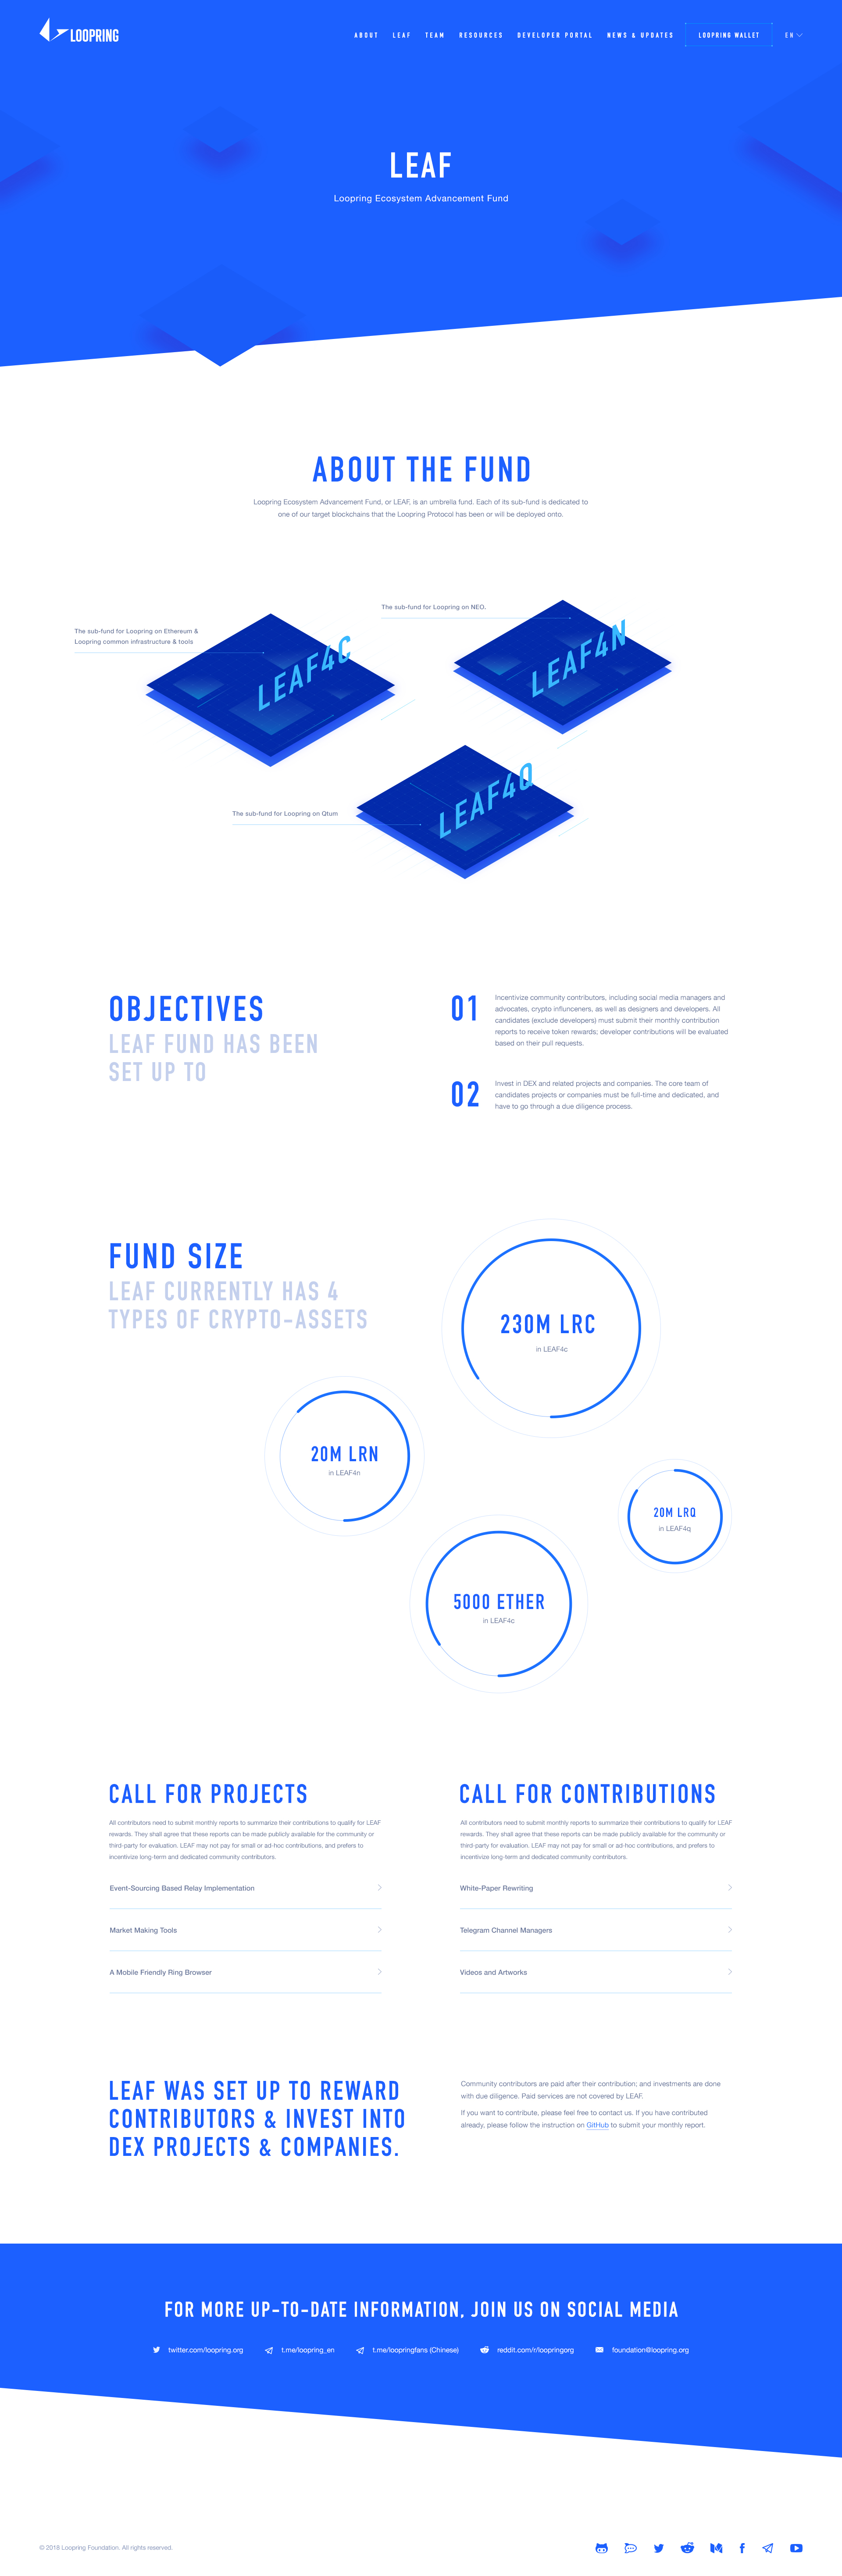 LOOPRING
ABOUT LEAF TEAM RESOURCES DEVELOPER PORTAL NEWS & UPDATES LOOPRING WALLET EN
LEAF
Loopring Ecosystem Advancement Fund
ABOUT THE FUND
Loopring Ecosystem Advancement Fund, or LEAF, is an umbrella fund. Each of its sub-fund is dedicated to
one of our target blockchains that the Loopring Protocol has been or will be deployed onto.
The sub-fund for Loopring on Ethereum &
Loopring common infrastructure & tools
LEAF4C
The sub-fund for Loopring on NEO.
LEAF4N
The sub-fund for Loopring on Qtum
LEAF4Q
OBJECTIVES
LEAF FUND HAS BEEN
SET UP TO
01
Incentivize community contributors, including social media managers and
advocates, crypto influnceners, as well as designers and developers. All
candidates (exclude developers) must submit their monthly contribution
reports to receive token rewards; developer contributions will be evaluated
based on their pull requests.
02
Invest in DEX and related projects and companies. The core team of
candidates projects or companies must be full-time and dedicated, and
have to go through a due diligence process.
FUND SIZE
LEAF CURRENTLY HAS 4
TYPES OF CRYPTO-ASSETS
230M LRC
in LEAF4c
20M LRN
in LEAF4n
20M LRQ
in LEAF4q
5000 ETHER
in LEAF4c
CALL FOR PROJECTS
All contributors need to submit monthly reports to summarize their contributions to qualify for LEAF
rewards. They shall agree that these reports can be made publicly available for the community or
third-party for evaluation. LEAF may not pay for small or ad-hoc contributions, and prefers to
incentivize long-term and dedicated community contributors.
Event-Sourcing Based Relay Implementation
Market Making Tools
A Mobile Friendly Ring Browser
CALL FOR CONTRIBUTIONS
All contributors need to submit monthly reports to summarize their contributions to qualify for LEAF
rewards. They shall agree that these reports can be made publicly available for the community or
third-party for evaluation. LEAF may not pay for small or ad-hoc contributions, and prefers to
incentivize long-term and dedicated community contributors.
White-Paper Rewriting
Telegram Channel Managers
Videos and Artworks
LEAF WAS SET UP TO REWARD
CONTRIBUTORS & INVEST INTO
DEX PROJECTS & COMPANIES.
Community contributors are paid after their contribution; and investments are done
with due diligence. Paid services are not covered by LEAF.
If you want to contribute, please feel free to contact us. If you have contributed
already, please follow the instruction on GitHub to submit your monthly report.
FOR MORE UP-TO-DATE INFORMATION, JOIN US ON SOCIAL MEDIA
twitter.com/loopring.org t.me/loopring_en t.me/loopringfans (Chinese) reddit.com/r/loopringorg foundation@loopring.org
© 2018 Loopring Foundation. All rights reserved.